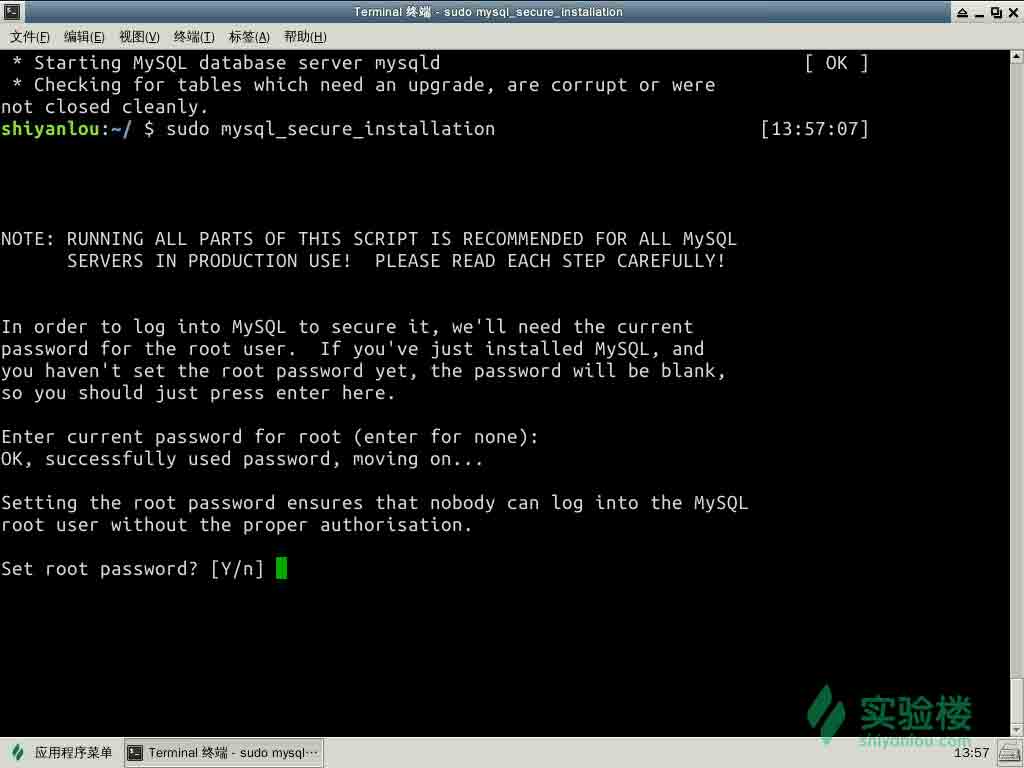 Terminal 终端 - sudo mysql_secure_installation
文件(F) 编辑(E) 视图(V) 终端(T) 标签(A) 帮助(H)
* Starting MySQL database server mysqld [ OK ]
* Checking for tables which need an upgrade, are corrupt or were
not closed cleanly.
shiyanlou:~/ $ sudo mysql_secure_installation [13:57:07]
NOTE: RUNNING ALL PARTS OF THIS SCRIPT IS RECOMMENDED FOR ALL MySQL
SERVERS IN PRODUCTION USE!  PLEASE READ EACH STEP CAREFULLY!
In order to log into MySQL to secure it, we'll need the current
password for the root user.  If you've just installed MySQL, and
you haven't set the root password yet, the password will be blank,
so you should just press enter here.
Enter current password for root (enter for none):
OK, successfully used password, moving on...
Setting the root password ensures that nobody can log into the MySQL
root user without the proper authorisation.
Set root password? [Y/n]
实验楼
shiyanlou.com
应用程序菜单 Terminal 终端 - sudo mysql··· 13:57